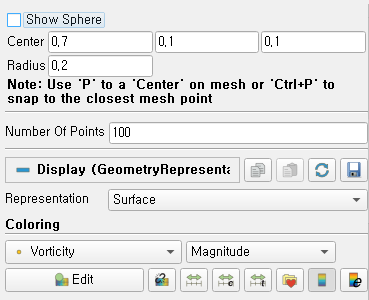 Show Sphere
Center 0.7 0.1 0.1
Radius 0.2
Note: Use 'P' to a 'Center' on mesh or 'Ctrl+P' to
snap to the closest mesh point
Number Of Points 100
Display (GeometryRepresenta
Representation Surface
Coloring
Vorticity Magnitude
Edit